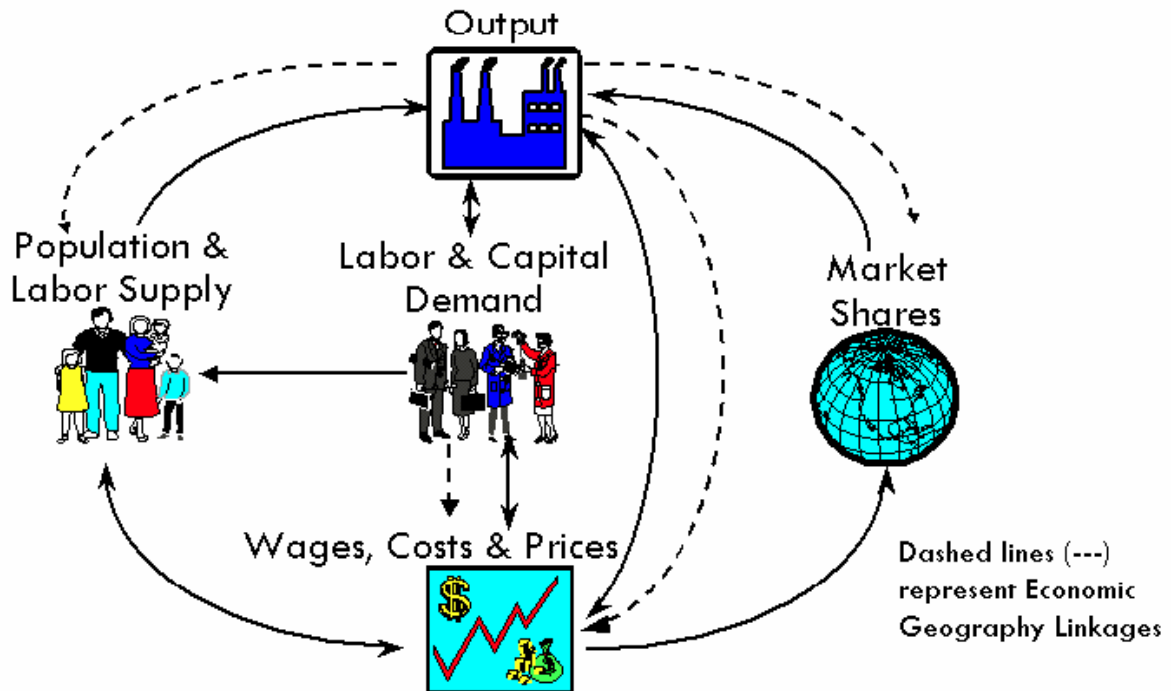 Output
Population &
Labor Supply
Labor & Capital
Demand
Market
Shares
Wages, Costs & Prices
$
$
Dashed lines (---)
represent Economic
Geography Linkages